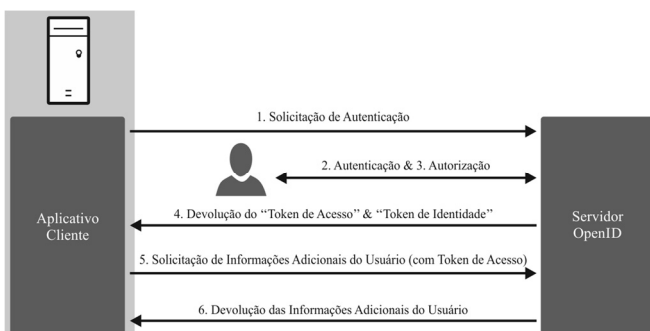 1. Solicitação de Autenticação
2. Autenticação & 3. Autorização
4. Devolução do “Token de Acesso” & “Token de Identidade”
Aplicativo
Cliente
Servidor
OpenID
5. Solicitação de Informações Adicionais do Usuário (com Token de Acesso)
6. Devolução das Informações Adicionais do Usuário